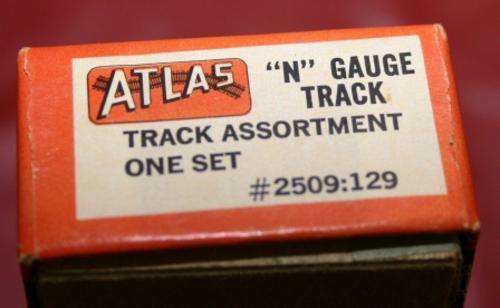 ATLAS "N" GAUGE
TRACK
TRACK ASSORTMENT
ONE SET
#2509:129